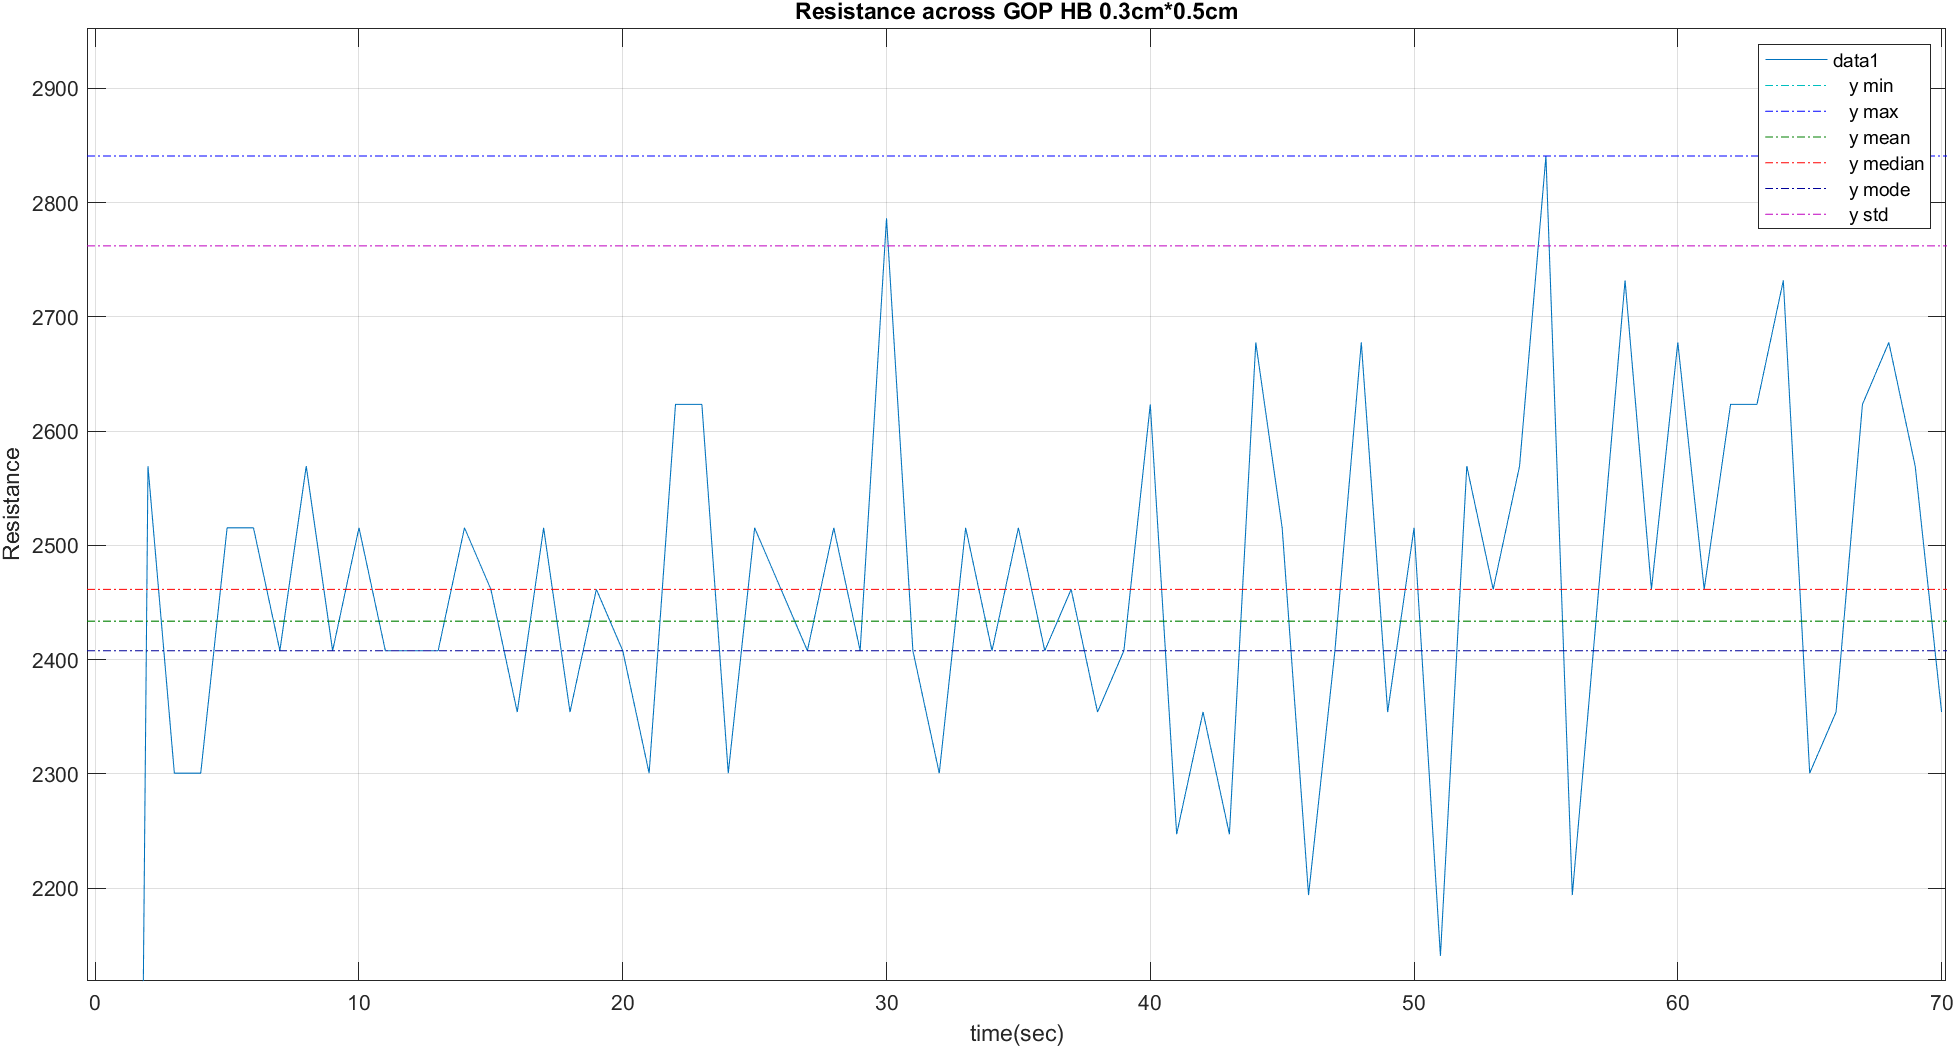 Resistance across GOP HB 0.3cm*0.5cm
data1
y min
y max
y mean
y median
y mode
y std
2900
2800
2700
2600
2500
2400
2300
2200
Resistance
0 10 20 30 40 50 60 70
time(sec)